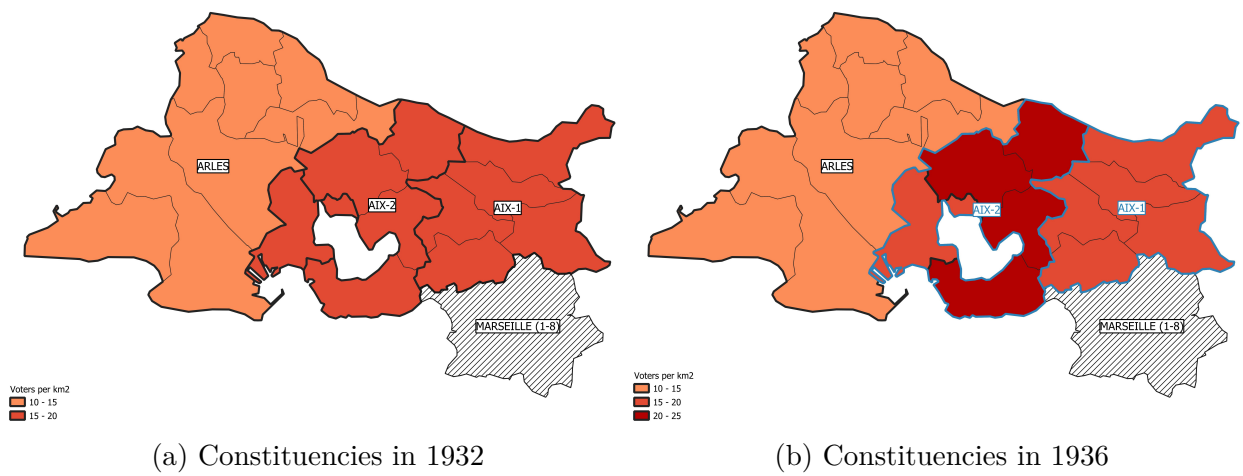 ARLES
AIX-2
AIX-1
MARSEILLE (1-8)
Voters per km2
10 - 15
15 - 20
(a) Constituencies in 1932
ARLES
AIX-2
AIX-1
MARSEILLE (1-8)
Voters per km2
10 - 15
15 - 20
20 - 25
(b) Constituencies in 1936